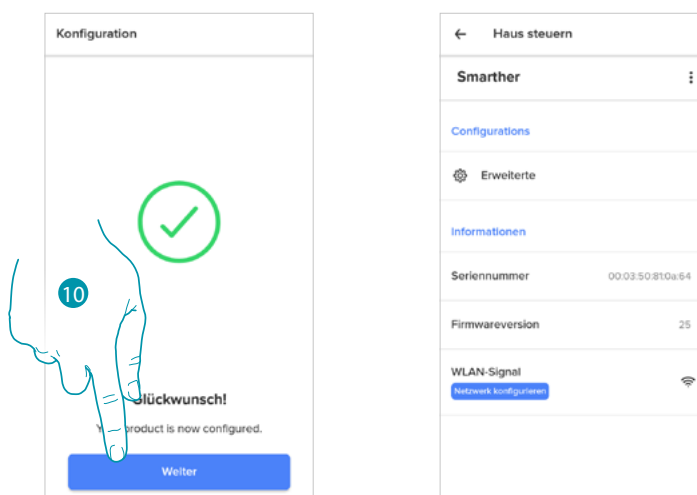 Konfiguration
10
Glückwunsch!
product is now configured.
Weiter
Haus steuern
Smarther
Configurations
Erweiterte
Informationen
Seriennummer 00:03:50:81:0a:64
Firmwareversion 25
WLAN-Signal
Netzwerk konfigurieren